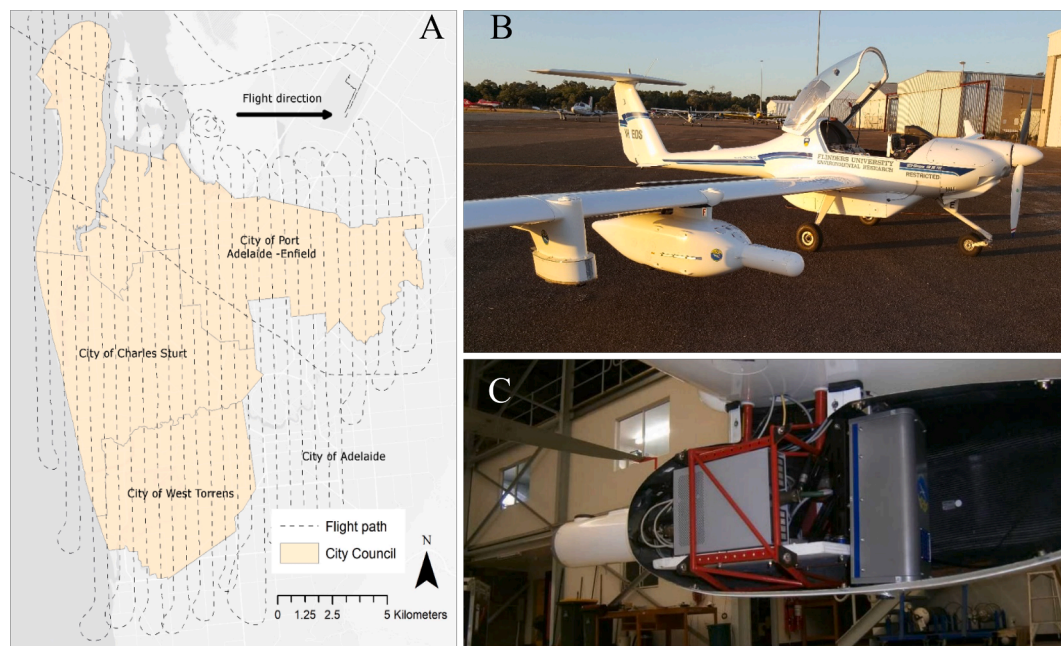 A
Flight direction
City of Port
Adelaide -Enfield
City of Charles Sturt
City of Adelaide
City of West Torrens
Flight path
City Council
N
0 1.25 2.5 5 Kilometers
B
FLINDERS UNIVERSITY
ENVIRONMENTAL RESEARCH
RESTRICTED
C